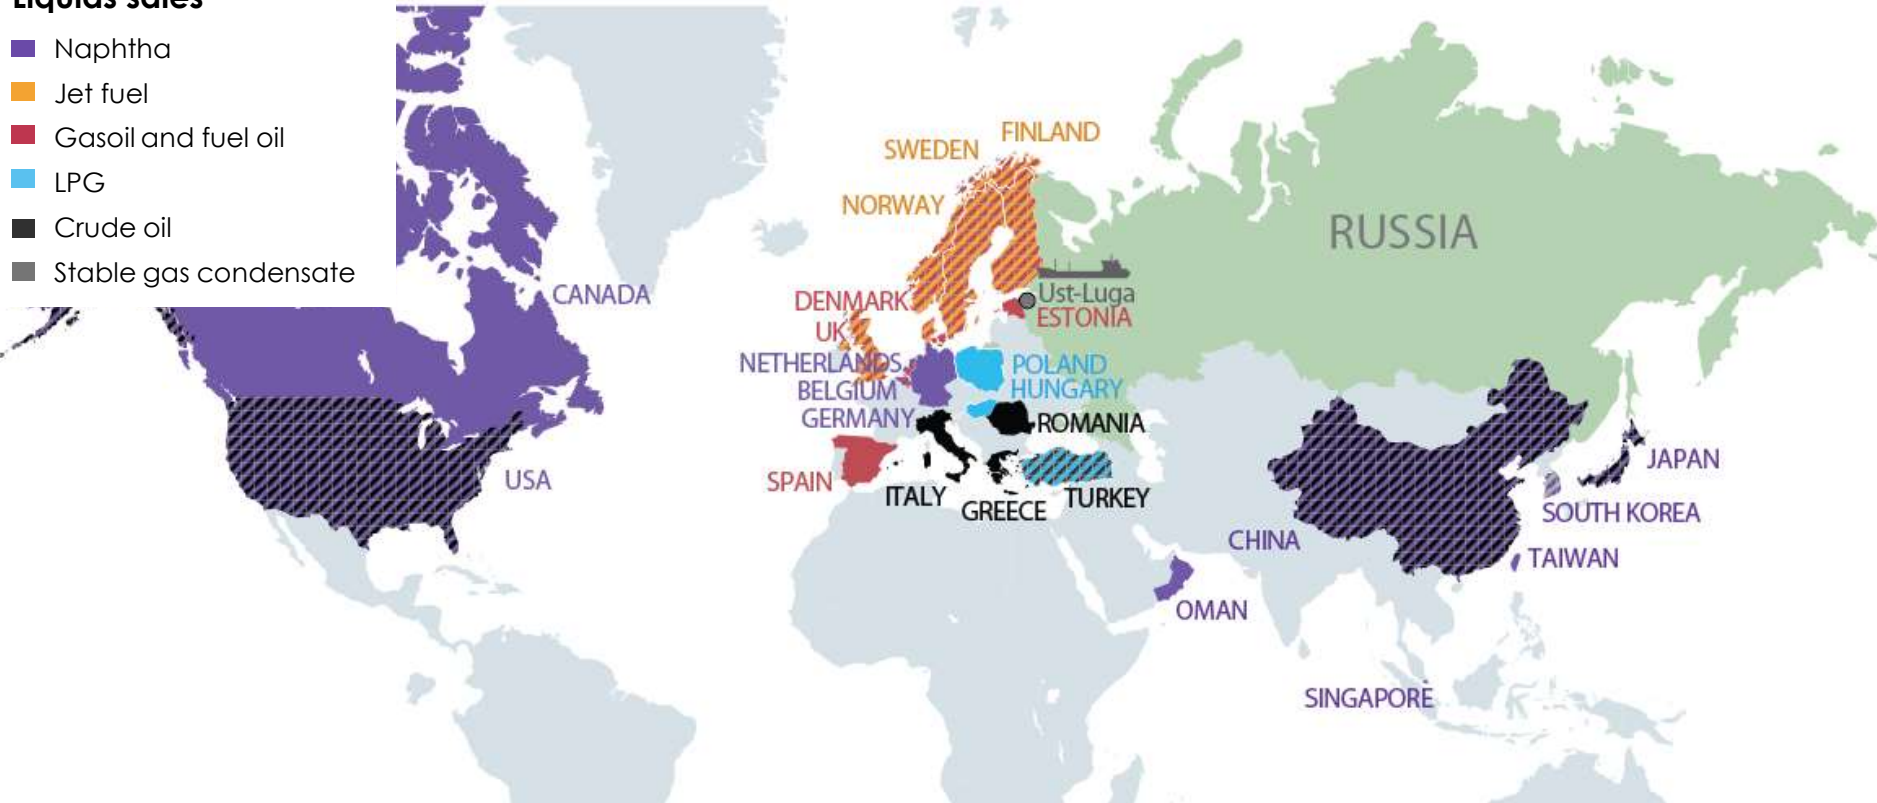 Liquids sales
Naphtha
Jet fuel
Gasoil and fuel oil
LPG
Crude oil
Stable gas condensate
FINLAND
SWEDEN
NORWAY
RUSSIA
CANADA
DENMARK
Ust-Luga
ESTONIA
UK
NETHERLANDS
POLAND
BELGIUM
HUNGARY
GERMANY
ROMANIA
USA
SPAIN
ITALY
GREECE
TURKEY
JAPAN
SOUTH KOREA
CHINA
TAIWAN
OMAN
SINGAPORE